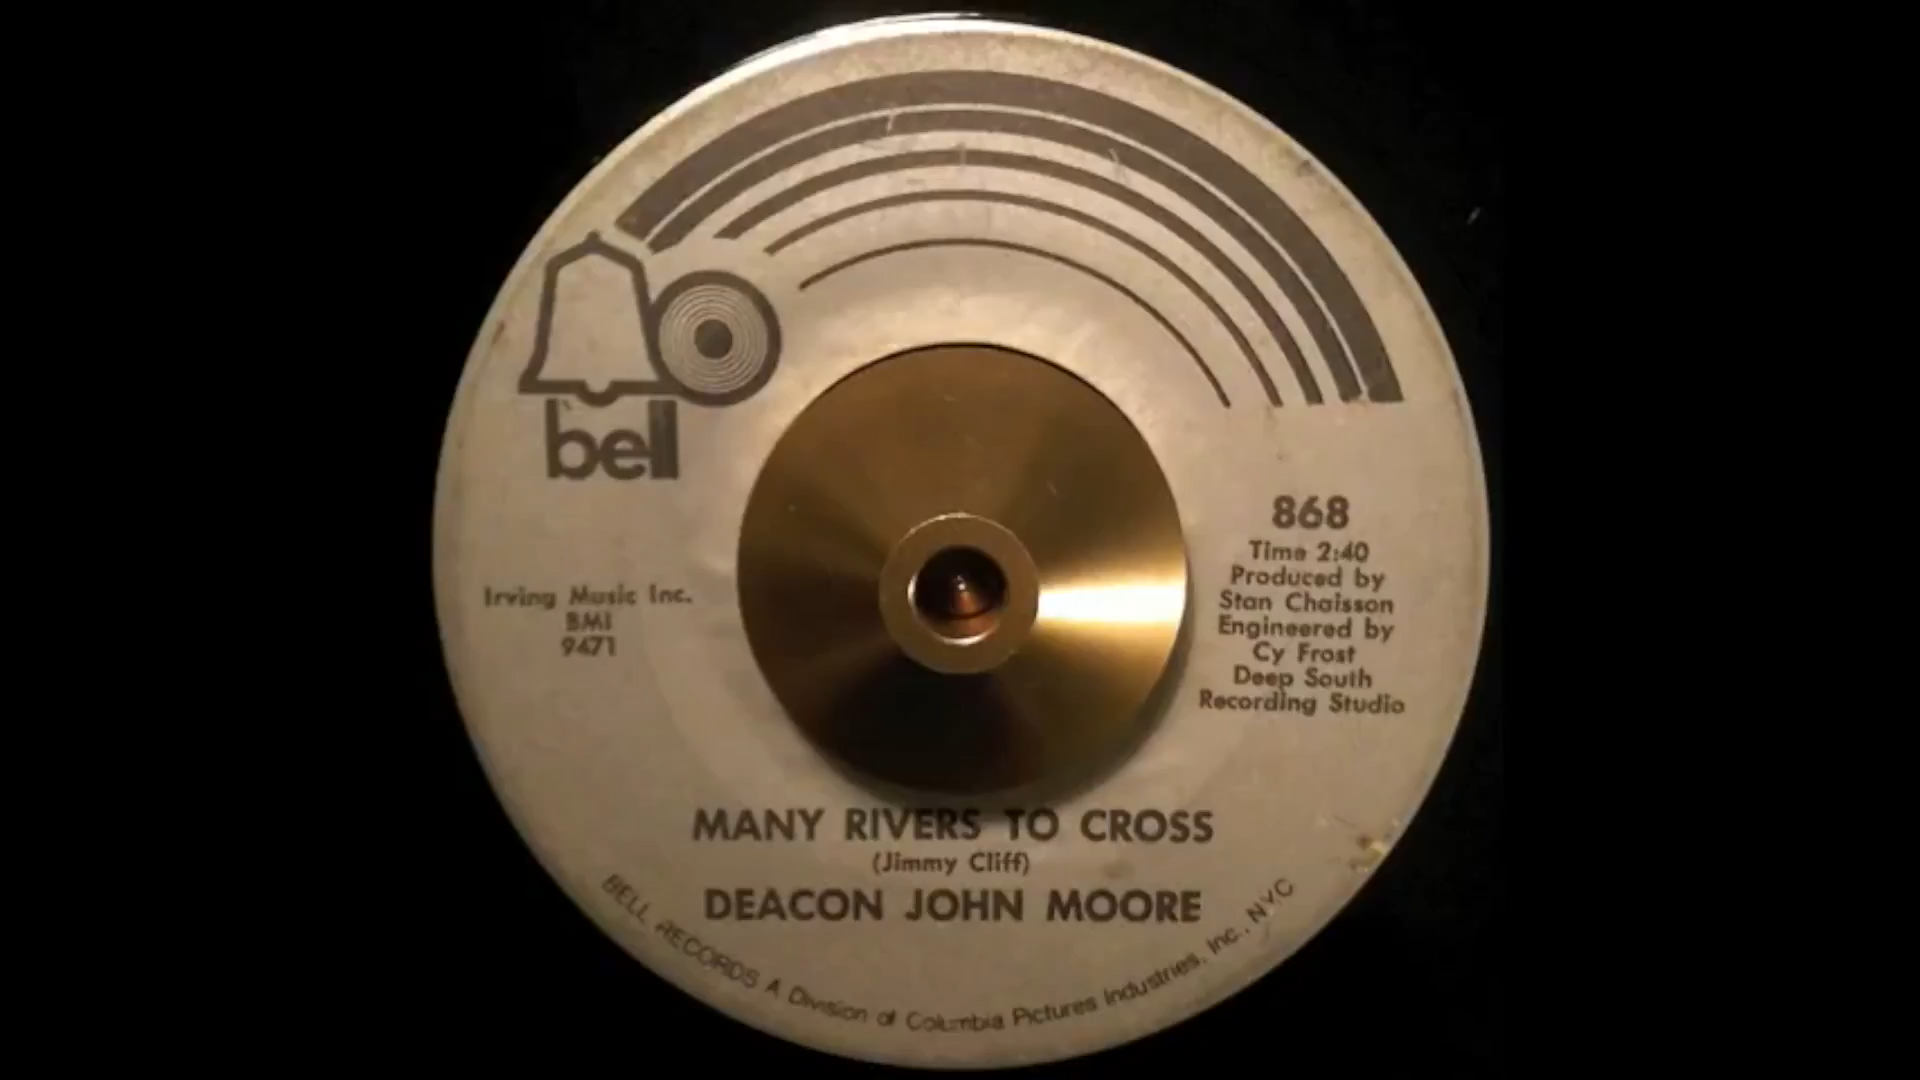 bell
868
Time 2:40
Produced by
Stan Chaisson
Engineered by
Cy Frost
Deep South
Recording Studio
Irving Music Inc.
BMI
9471
MANY RIVERS TO CROSS
(Jimmy Cliff)
DEACON JOHN MOORE
BELL RECORDS A Division of Columbia Pictures Industries, Inc., NYC